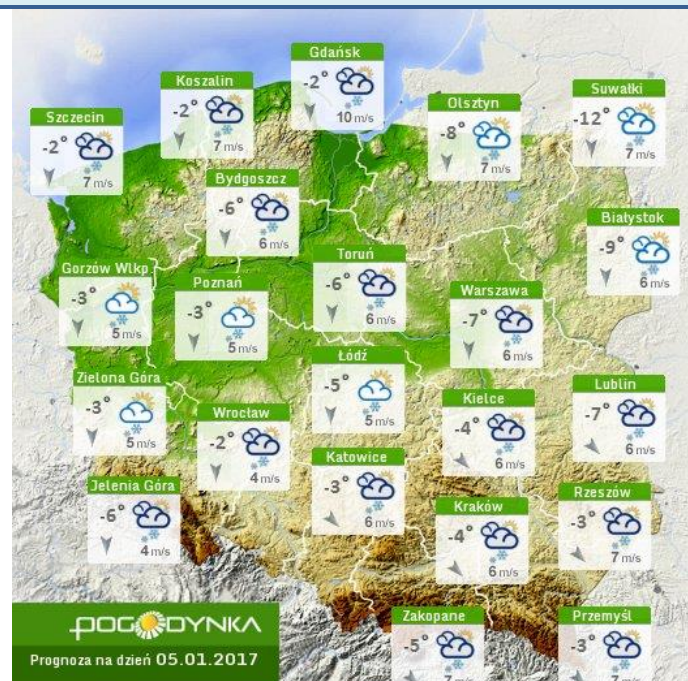 Gdańsk
-2°
10 m/s
Koszalin
-2°
7 m/s
Suwałki
-12°
7 m/s
Olsztyn
-8°
7 m/s
Szczecin
-2°
7 m/s
Bydgoszcz
-6°
6 m/s
Białystok
-9°
6 m/s
Toruń
-6°
6 m/s
Gorzów Wlkp.
-3°
5 m/s
Poznań
-3°
5 m/s
Warszawa
-7°
6 m/s
Łódź
-5°
5 m/s
Zielona Góra
-3°
5 m/s
Lublin
-7°
6 m/s
Kielce
-4°
6 m/s
Wrocław
-2°
4 m/s
Katowice
-3°
6 m/s
Jelenia Góra
-6°
4 m/s
Rzeszów
-3°
7 m/s
Kraków
-4°
6 m/s
Zakopane
-5°
7 m/s
Przemyśl
-3°
7 m/s
POGODYNKA
Prognoza na dzień 05.01.2017